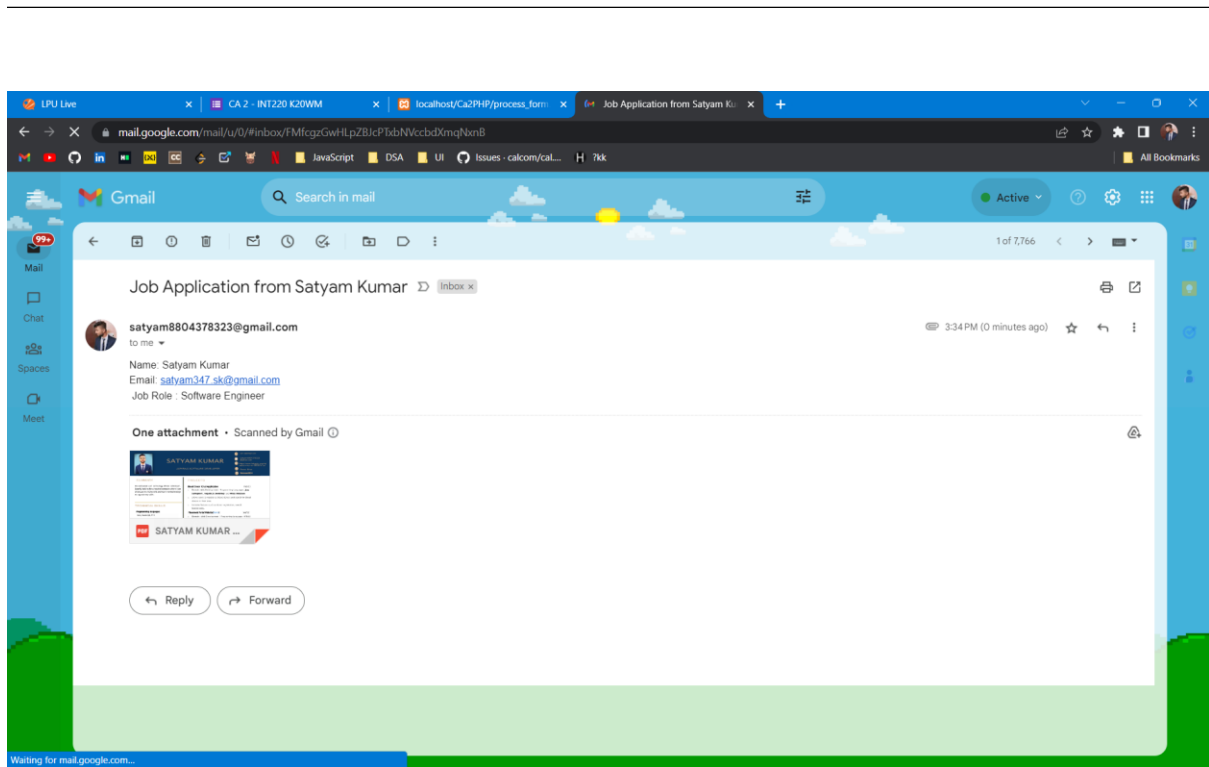 LPU Live
CA 2 - INT220 K20WM
localhost/Ca2PHP/process_form
Job Application from Satyam Ku
mail.google.com/mail/u/0/#inbox/FMfcgzGwHLpZBJcPTxbNVccbdXmqNxnB
JavaScript
DSA
UI
Issues · calcom/cal....
?kk
All Bookmarks
Gmail
Search in mail
Active
99+
1 of 7,766
Mail
Chat
Spaces
Meet
Job Application from Satyam Kumar
Inbox x
satyam8804378323@gmail.com
3:34 PM (0 minutes ago)
to me
Name: Satyam Kumar
Email: satyam347.sk@gmail.com
Job Role : Software Engineer
One attachment • Scanned by Gmail
SATYAM KUMAR
PDF
SATYAM KUMAR ...
Reply
Forward
Waiting for mail.google.com...